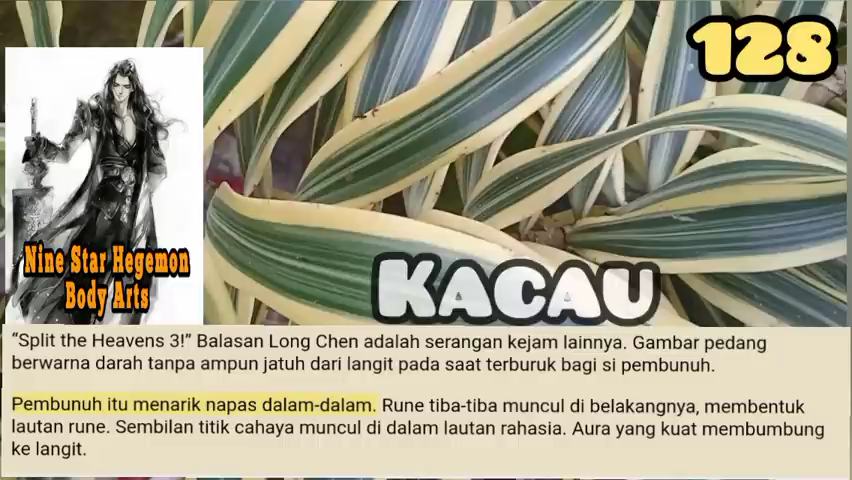 128
Nine Star Hegemon
Body Arts
KACAU
“Split the Heavens 3!” Balasan Long Chen adalah serangan kejam lainnya. Gambar pedang
berwarna darah tanpa ampun jatuh dari langit pada saat terburuk bagi si pembunuh.
Pembunuh itu menarik napas dalam-dalam. Rune tiba-tiba muncul di belakangnya, membentuk
lautan rune. Sembilan titik cahaya muncul di dalam lautan rahasia. Aura yang kuat membumbung
ke langit.